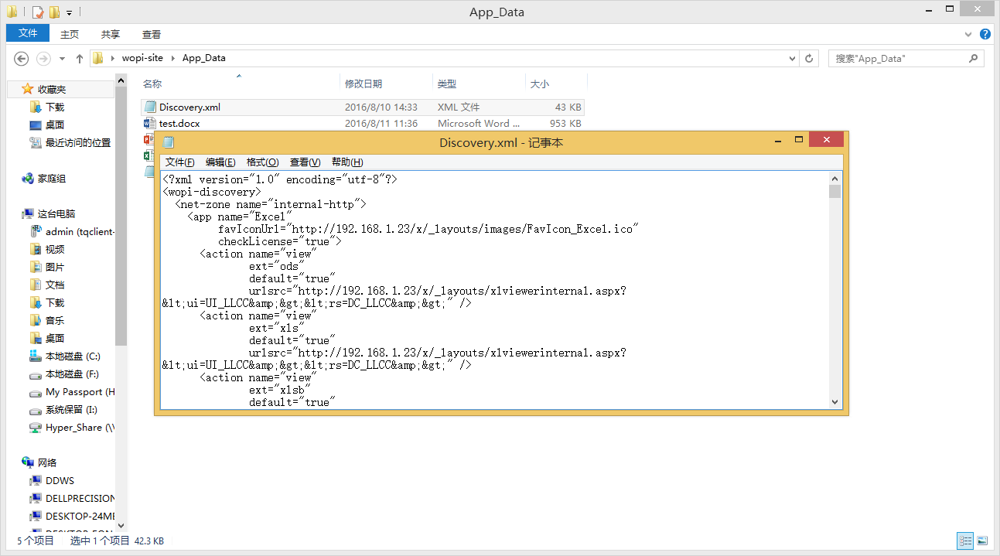 App_Data
文件 主页 共享 查看
wopi-site App_Data 搜索"App_Data"
名称 修改日期 类型 大小
收藏夹
下载
桌面
最近访问的位置
家庭组
这台电脑
admin (tqclient-
视频
图片
文档
下载
音乐
桌面
本地磁盘 (C:)
本地磁盘 (F:)
My Passport (H
系统保留 (I:)
Hyper_Share (\\
网络
DDWS
DELLPRECISION
DESKTOP-24ME
Discovery.xml 2016/8/10 14:33 XML 文件 43 KB
test.docx 2016/8/11 11:36 Microsoft Word ... 953 KB
Discovery.xml - 记事本
文件(F) 编辑(E) 格式(O) 查看(V) 帮助(H)
<?xml version="1.0" encoding="utf-8"?>
<wopi-discovery>
<net-zone name="internal-http">
<app name="Excel"
favIconUrl="http://192.168.1.23/x/_layouts/images/FavIcon_Excel.ico"
checkLicense="true">
<action name="view"
ext="ods"
default="true"
urlsrc="http://192.168.1.23/x/_layouts/xlviewerinternal.aspx?
&lt;ui=UI_LLCC&amp;&gt;&lt;rs=DC_LLCC&amp;&gt;" />
<action name="view"
ext="xls"
default="true"
urlsrc="http://192.168.1.23/x/_layouts/xlviewerinternal.aspx?
&lt;ui=UI_LLCC&amp;&gt;&lt;rs=DC_LLCC&amp;&gt;" />
<action name="view"
ext="xlsb"
default="true"
5 个项目 选中 1 个项目 42.3 KB